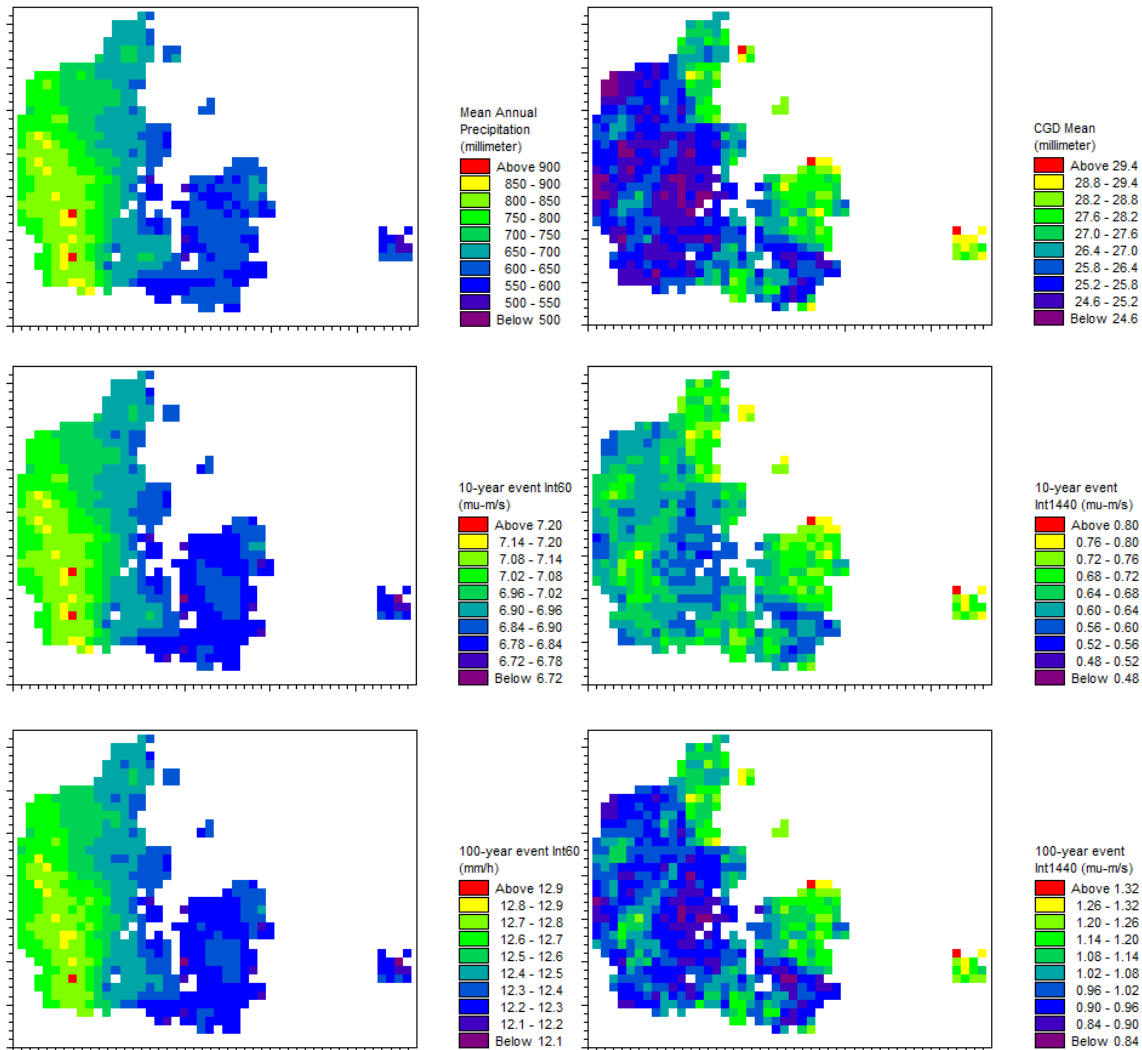 Mean Annual
Precipitation
(millimeter)
Above 900
850 - 900
800 - 850
750 - 800
700 - 750
650 - 700
600 - 650
550 - 600
500 - 550
Below 500
CGD Mean
(millimeter)
Above 29.4
28.8 - 29.4
28.2 - 28.8
27.6 - 28.2
27.0 - 27.6
26.4 - 27.0
25.8 - 26.4
25.2 - 25.8
24.6 - 25.2
Below 24.6
10-year event Int60
(mu-m/s)
Above 7.20
7.14 - 7.20
7.08 - 7.14
7.02 - 7.08
6.96 - 7.02
6.90 - 6.96
6.84 - 6.90
6.78 - 6.84
6.72 - 6.78
Below 6.72
10-year event
Int1440 (mu-m/s)
Above 0.80
0.76 - 0.80
0.72 - 0.76
0.68 - 0.72
0.64 - 0.68
0.60 - 0.64
0.56 - 0.60
0.52 - 0.56
0.48 - 0.52
Below 0.48
100-year event Int60
(mm/h)
Above 12.9
12.8 - 12.9
12.7 - 12.8
12.6 - 12.7
12.5 - 12.6
12.4 - 12.5
12.3 - 12.4
12.2 - 12.3
12.1 - 12.2
Below 12.1
100-year event
Int1440 (mu-m/s)
Above 1.32
1.26 - 1.32
1.20 - 1.26
1.14 - 1.20
1.08 - 1.14
1.02 - 1.08
0.96 - 1.02
0.90 - 0.96
0.84 - 0.90
Below 0.84